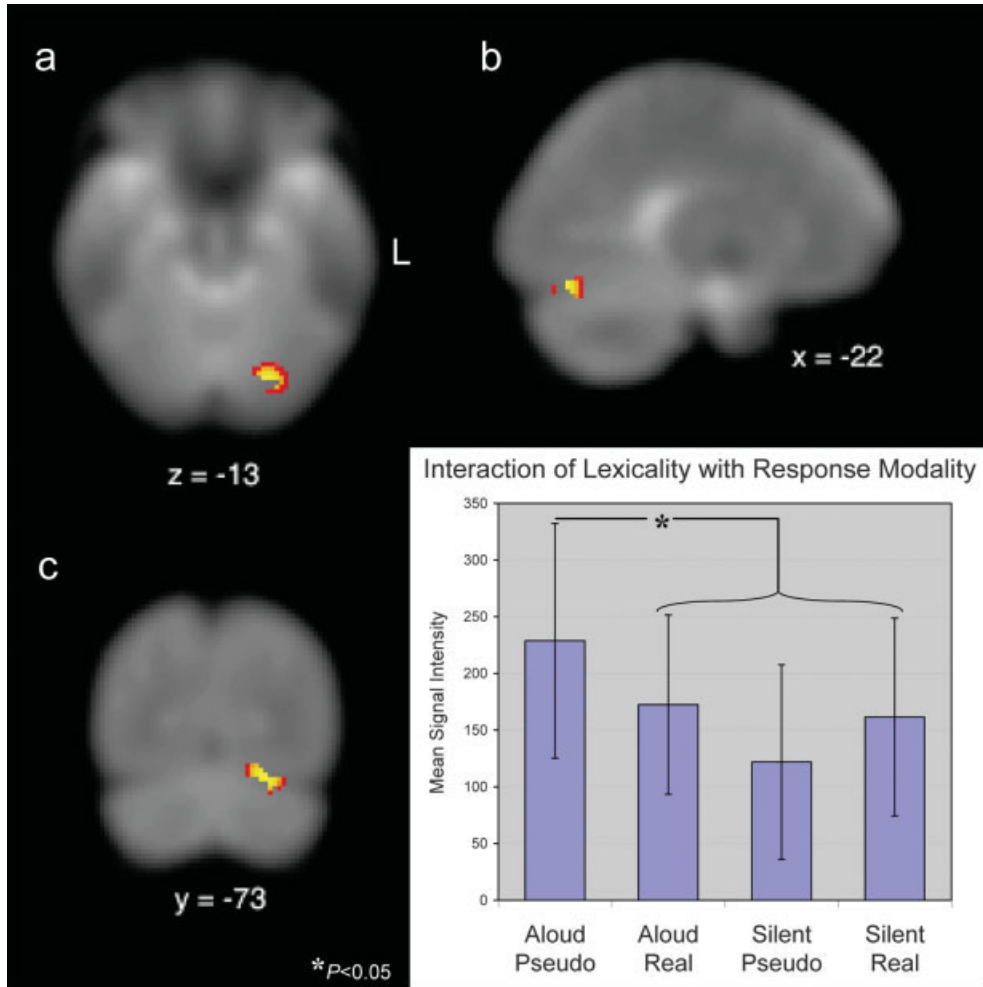 a
b
L
x = -22
z = -13
c
y = -73
*P<0.05
Interaction of Lexicality with Response Modality
350
300
250
200
150
100
50
0
Mean Signal Intensity
*
Aloud Pseudo
Aloud Real
Silent Pseudo
Silent Real